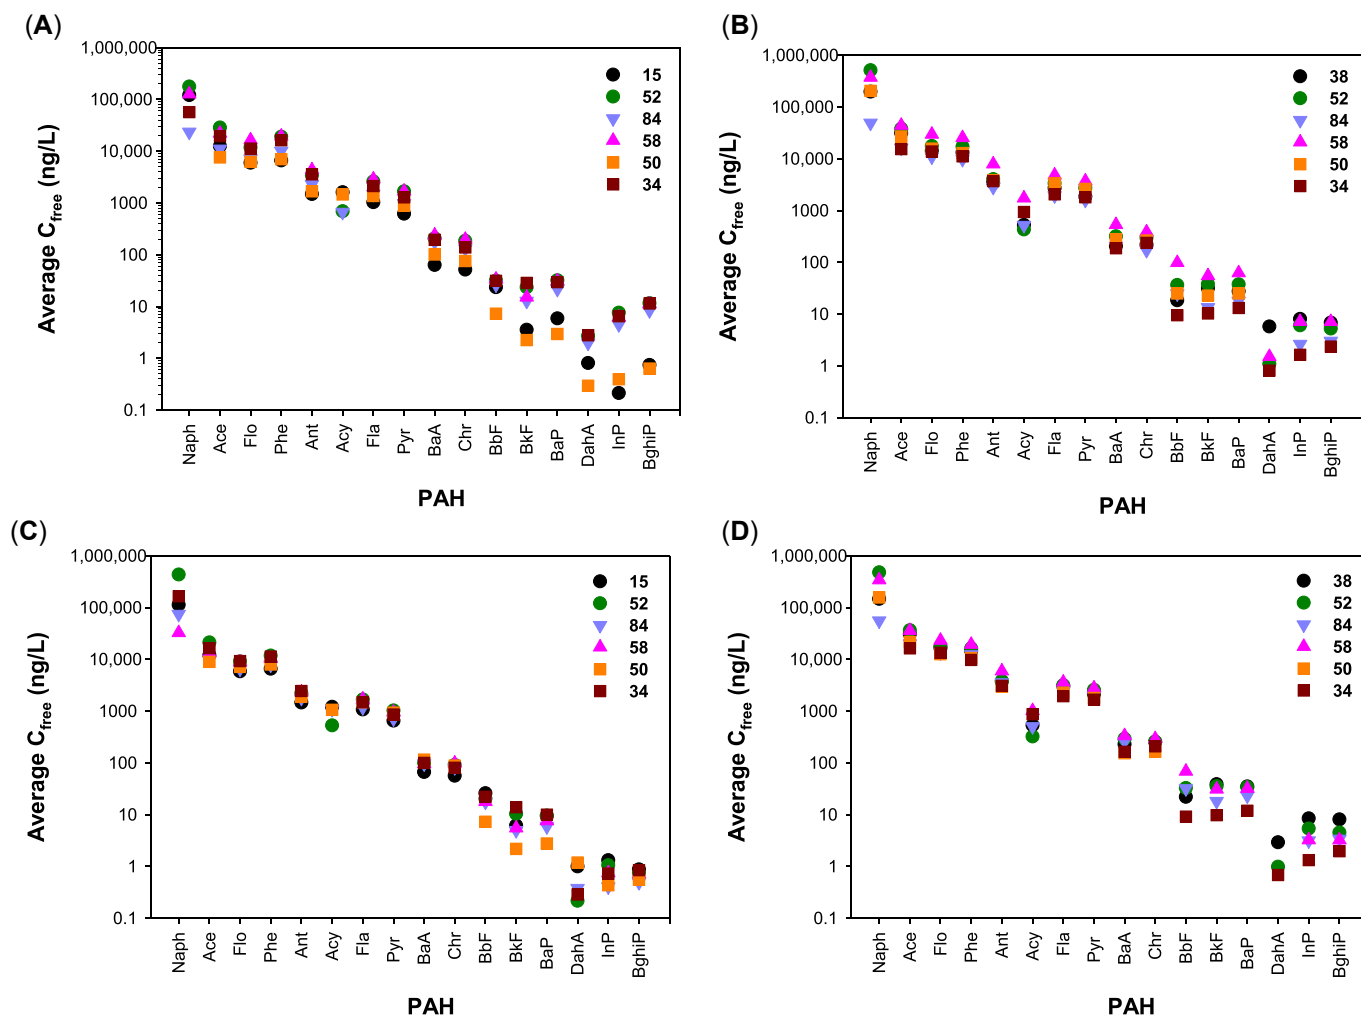 (A)
1,000,000
100,000
10,000
1000
100
10
1
0.1
Average Cfree (ng/L)
15
52
84
58
50
34
Naph
Ace
Flo
Phe
Ant
Acy
Fla
Pyr
BaA
Chr
BbF
BkF
BaP
DahA
InP
BghiP
PAH
(B)
1,000,000
100,000
10,000
1000
100
10
1
0.1
Average Cfree (ng/L)
38
52
84
58
50
34
Naph
Ace
Flo
Phe
Ant
Acy
Fla
Pyr
BaA
Chr
BbF
BkF
BaP
DahA
InP
BghiP
PAH
(C)
1,000,000
100,000
10,000
1000
100
10
1
0.1
Average Cfree (ng/L)
15
52
84
58
50
34
Naph
Ace
Flo
Phe
Ant
Acy
Fla
Pyr
BaA
Chr
BbF
BkF
BaP
DahA
InP
BghiP
PAH
(D)
1,000,000
100,000
10,000
1000
100
10
1
0.1
Average Cfree (ng/L)
38
52
84
58
50
34
Naph
Ace
Flo
Phe
Ant
Acy
Fla
Pyr
BaA
Chr
BbF
BkF
BaP
DahA
InP
BghiP
PAH